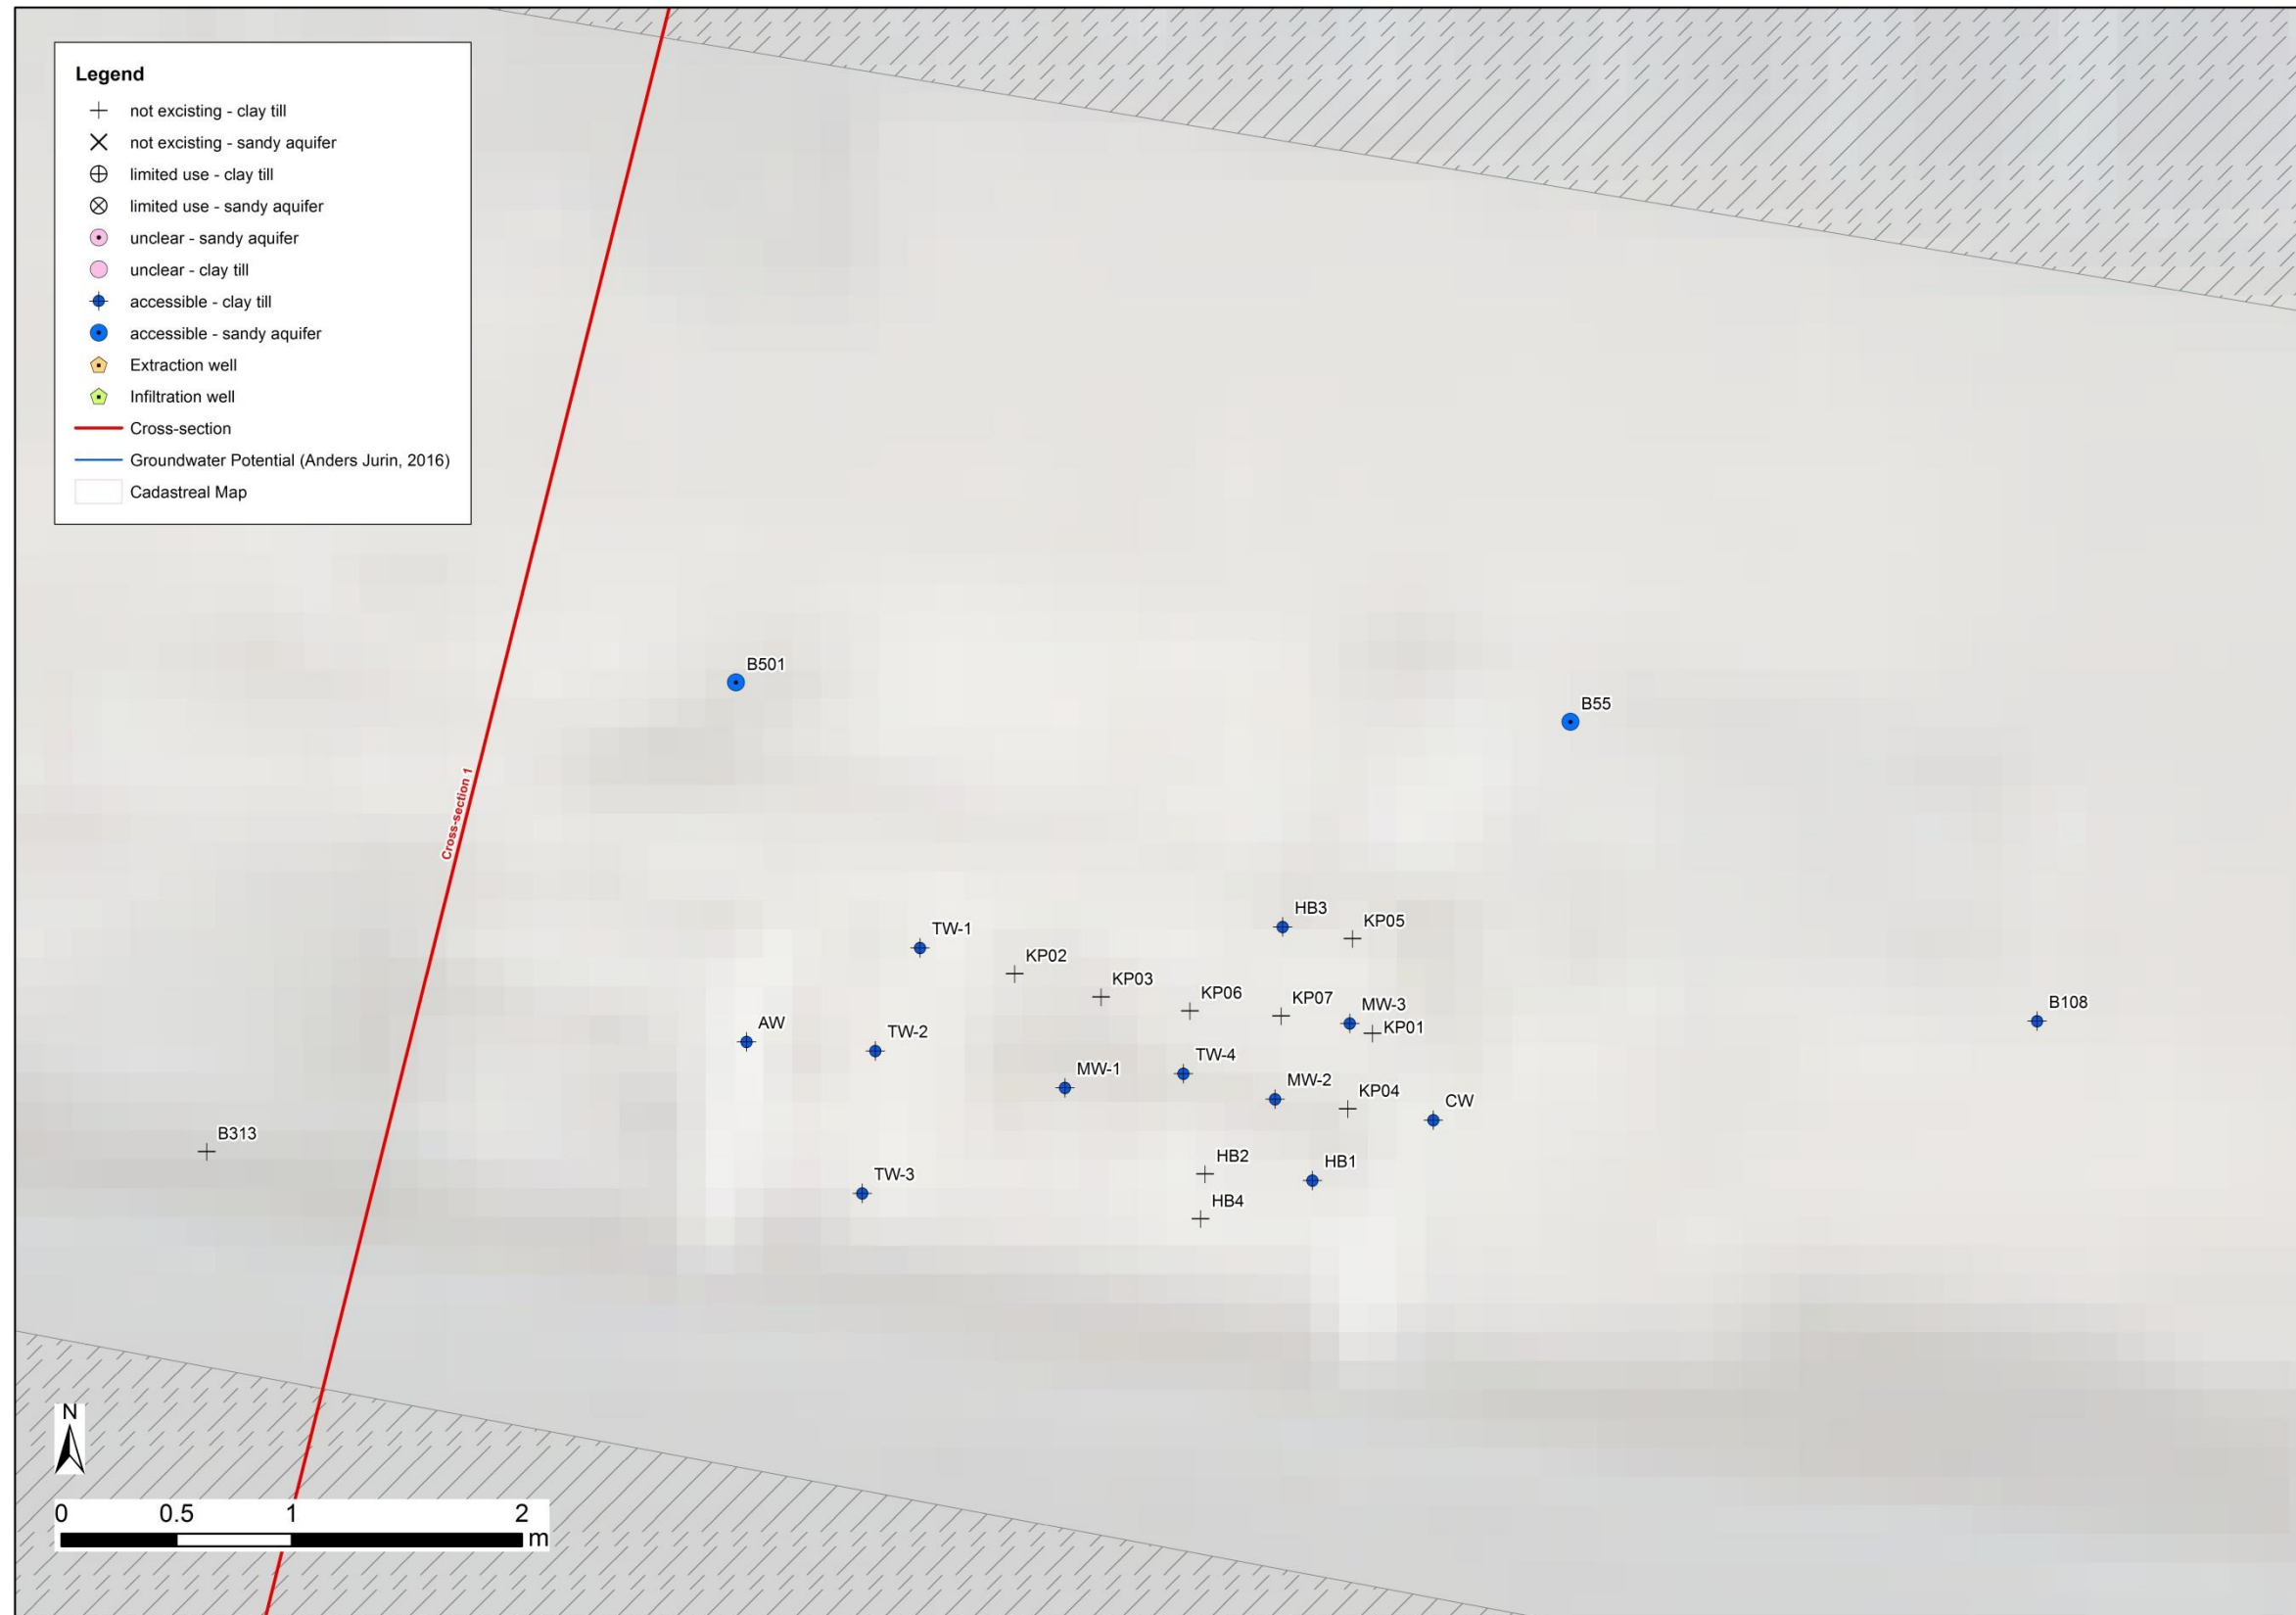 Legend
not excisting - clay till
not excisting - sandy aquifer
limited use - clay till
limited use - sandy aquifer
unclear - sandy aquifer
unclear - clay till
accessible - clay till
accessible - sandy aquifer
Extraction well
Infiltration well
Cross-section
Groundwater Potential (Anders Jurin, 2016)
Cadastreal Map
B501
B55
Cross-section 1
HB3
KP05
TW-1
KP02
KP03
KP06
KP07
MW-3
KP01
B108
AW
TW-2
TW-4
MW-1
MW-2
KP04
CW
B313
HB2
HB1
TW-3
HB4
N
0 0.5 1 2
m